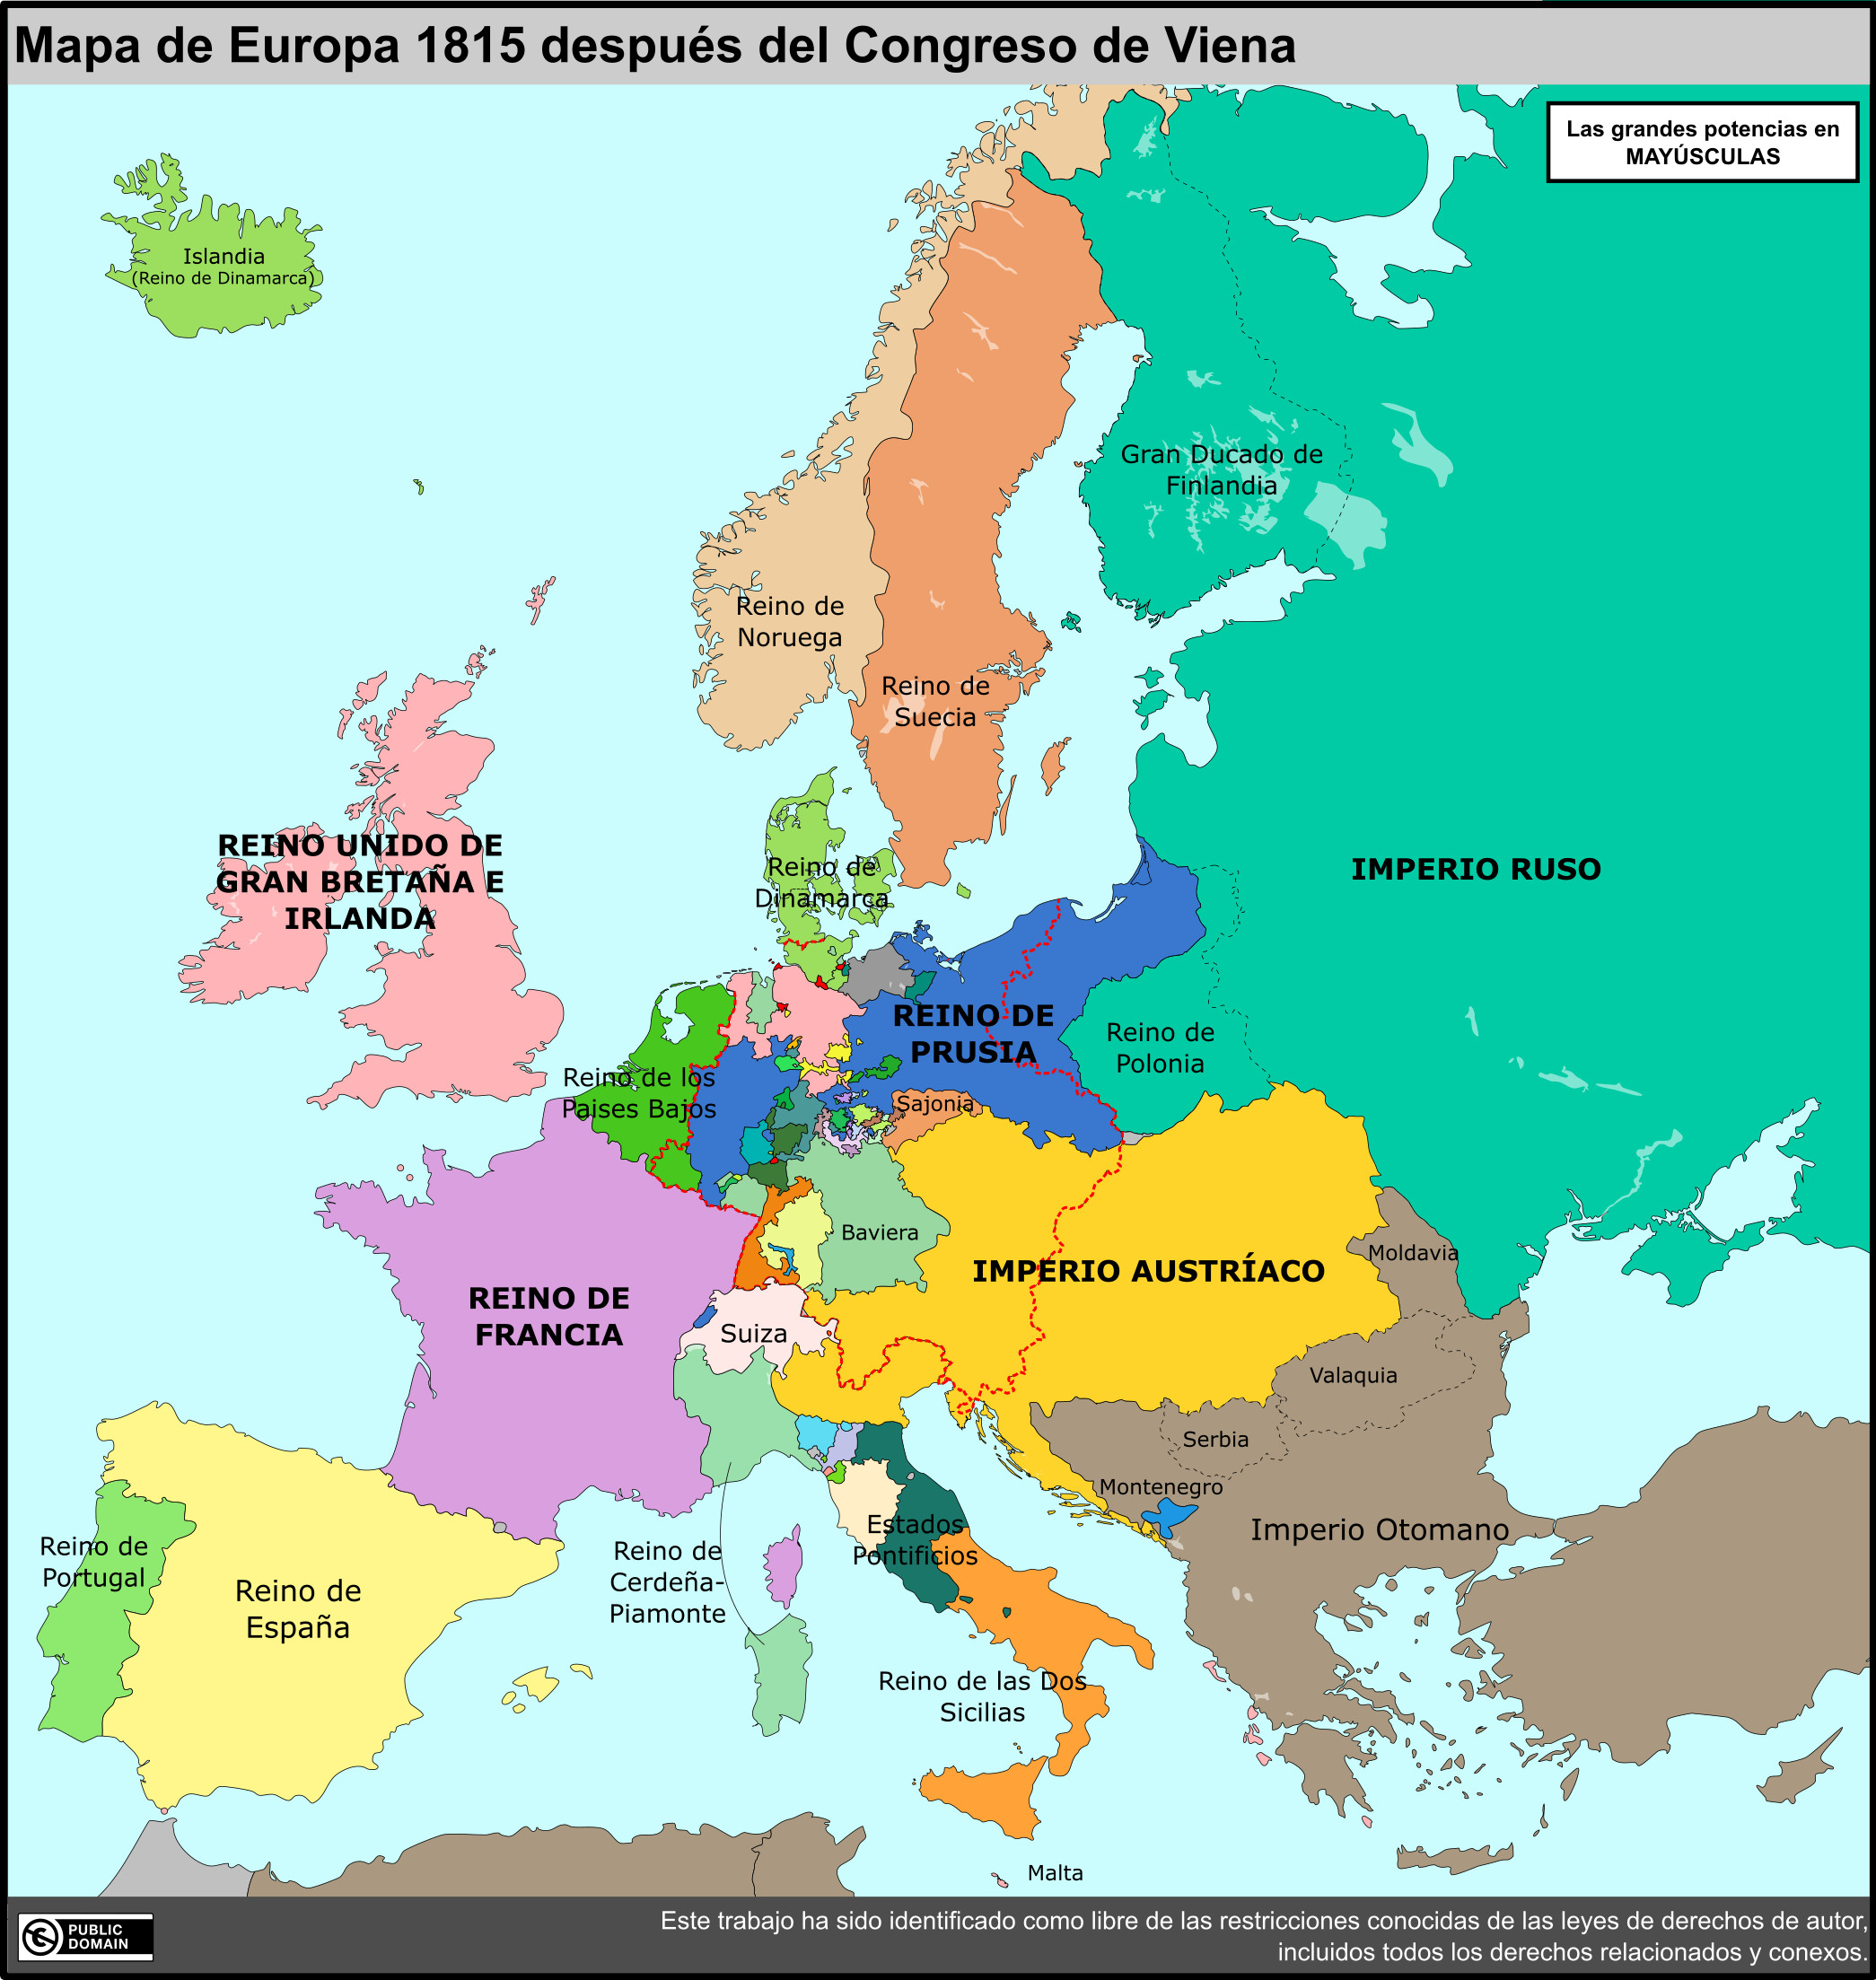 Mapa de Europa 1815 después del Congreso de Viena
Las grandes potencias en
MAYÚSCULAS
Islandia
(Reino de Dinamarca)
Gran Ducado de
Finlandia
Reino de
Noruega
Reino de
Suecia
REINO UNIDO DE
GRAN BRETAÑA E
IRLANDA
Reino de
Dinamarca
IMPERIO RUSO
REINO DE
PRUSIA
Reino de
Polonia
Reino de los
Paises Bajos
Sajonia
Baviera
Moldavia
IMPERIO AUSTRÍACO
REINO DE
FRANCIA
Suiza
Valaquia
Serbia
Montenegro
Imperio Otomano
Estados
Pontificios
Reino de
Portugal
Reino de
España
Reino de
Cerdeña-
Piamonte
Reino de las Dos
Sicilias
Malta
PUBLIC
DOMAIN
Este trabajo ha sido identificado como libre de las restricciones conocidas de las leyes de derechos de autor,
incluidos todos los derechos relacionados y conexos.